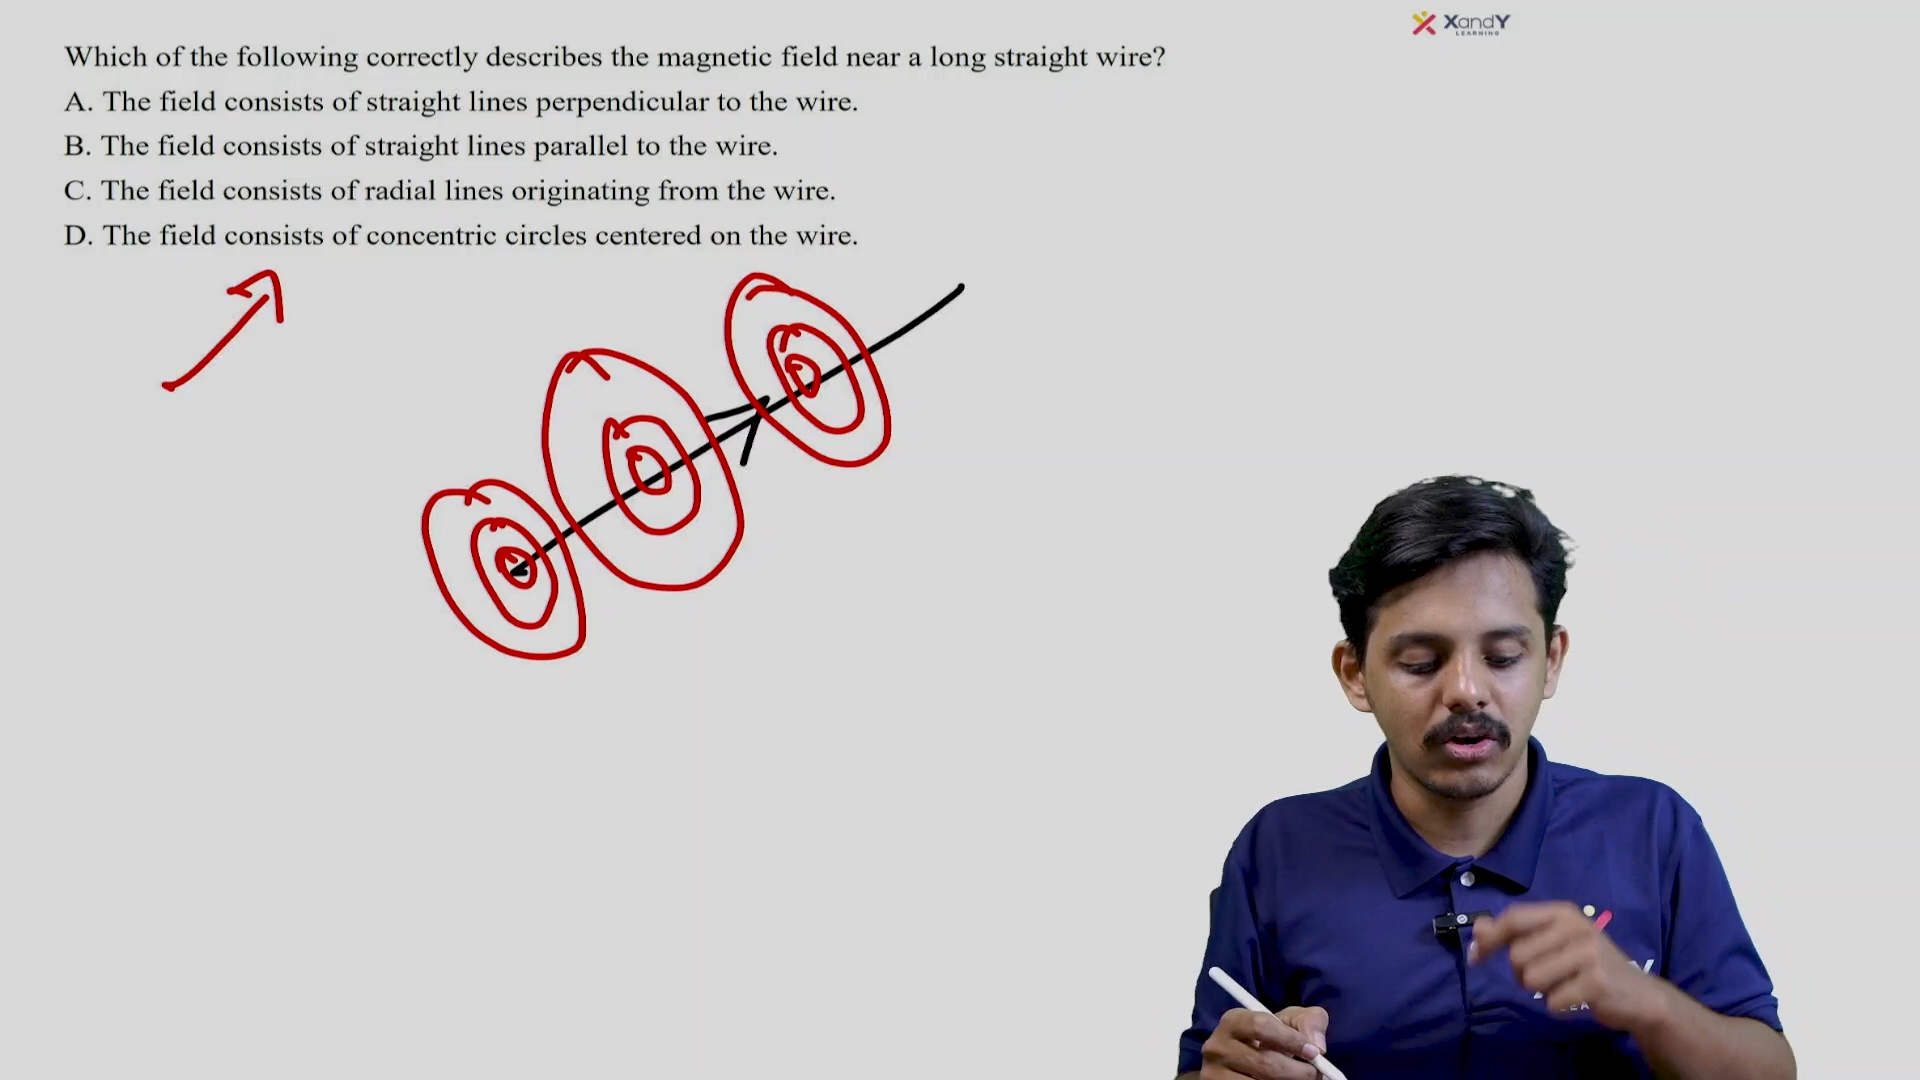 XandY
LEARNING
Which of the following correctly describes the magnetic field near a long straight wire?
A. The field consists of straight lines perpendicular to the wire.
B. The field consists of straight lines parallel to the wire.
C. The field consists of radial lines originating from the wire.
D. The field consists of concentric circles centered on the wire.